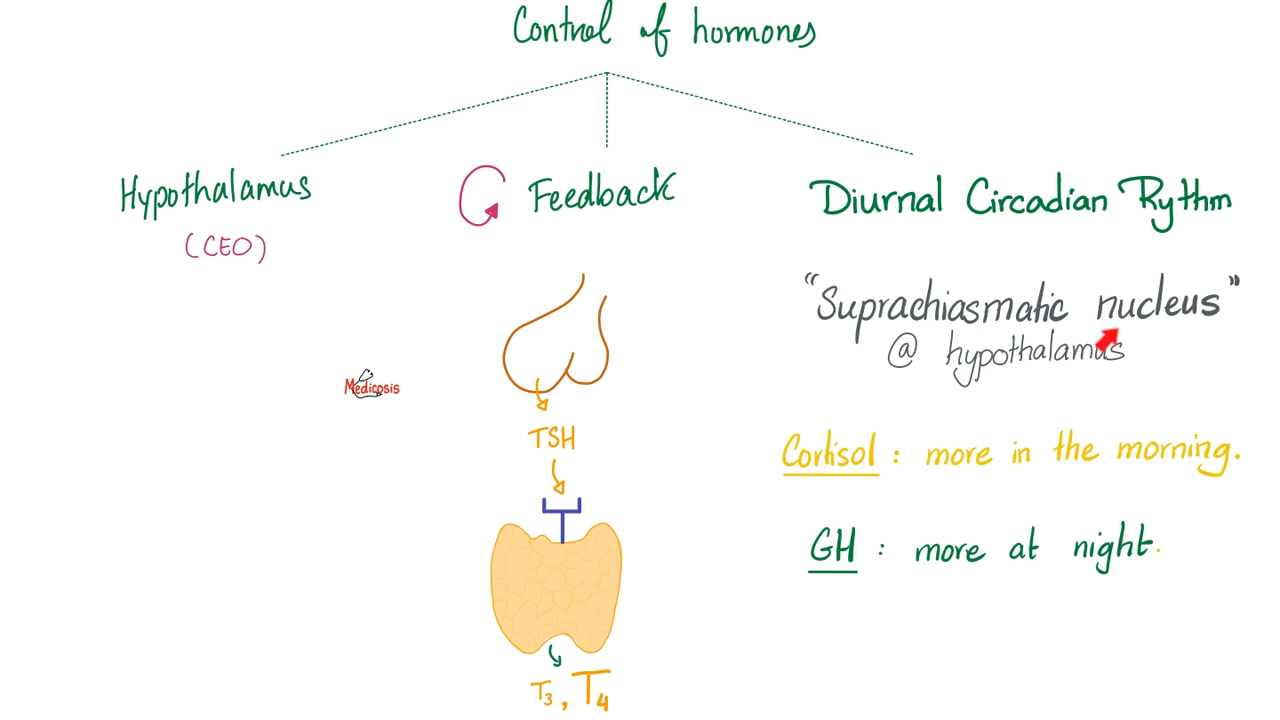 Control of hormones
Hypothalamus
(CEO)
Feedback
Diurnal Circadian Rythm
"Suprachiasmatic nucleus"
@ hypothalamus
Medicosis
TSH
T3, T4
Cortisol : more in the morning.
GH : more at night.